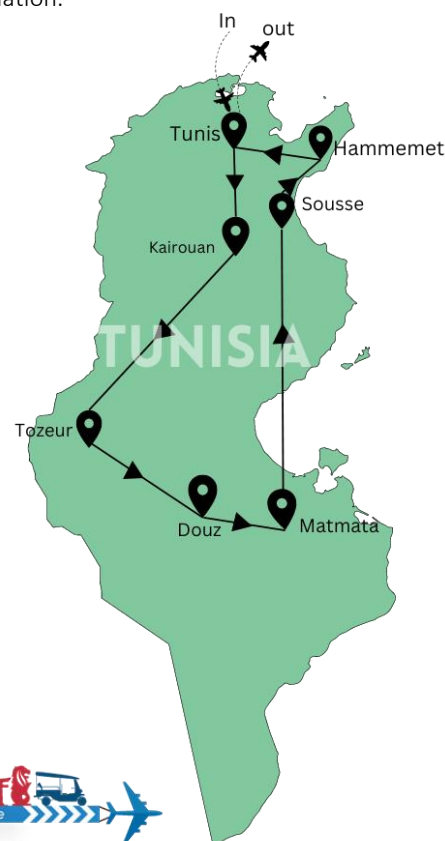 In
out
Tunis
Hammemet
Sousse
Kairouan
TUNISIA
Tozeur
Douz
Matmata